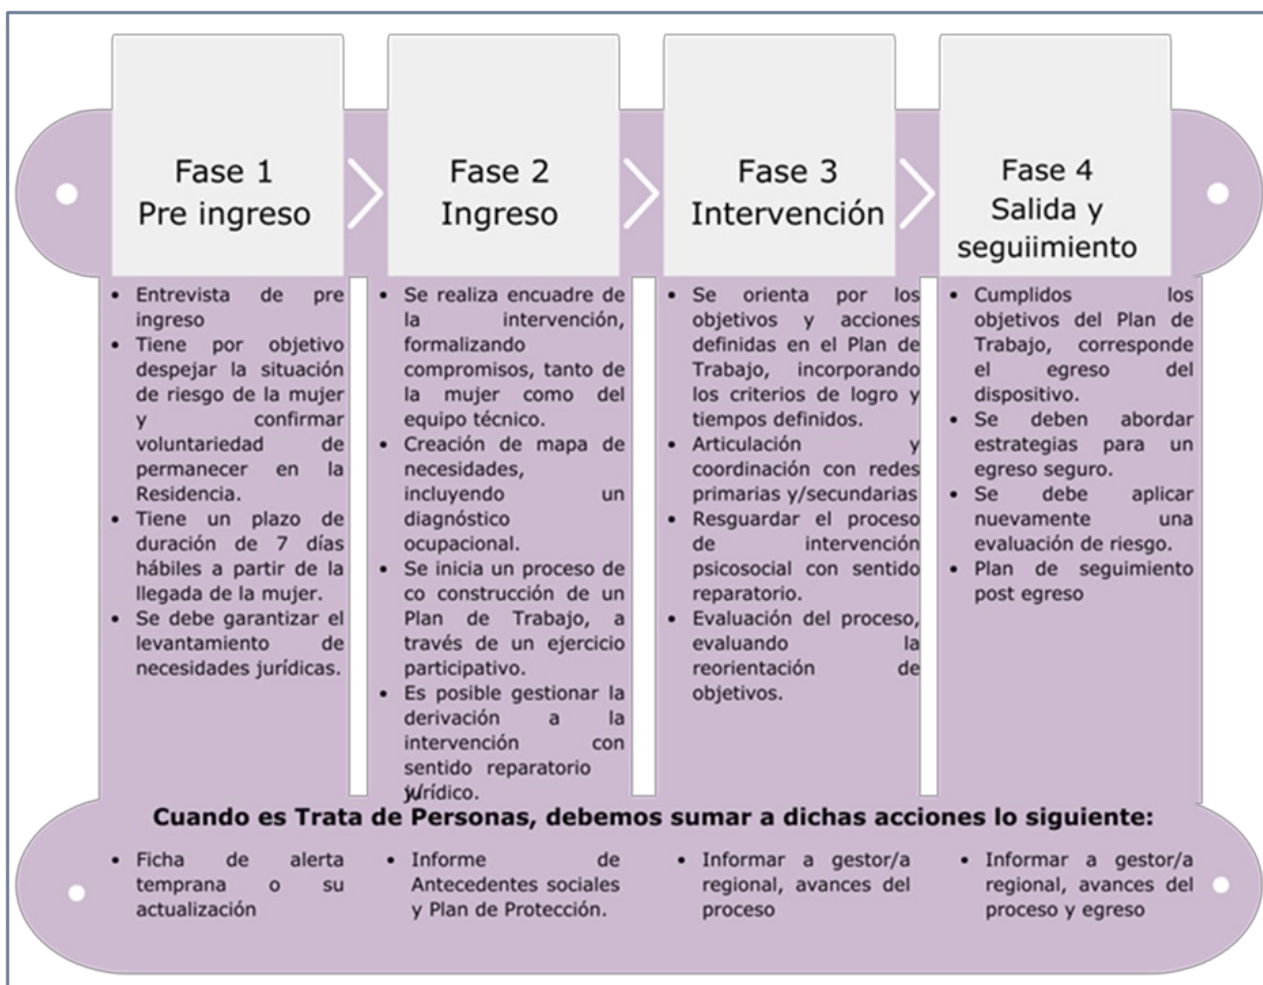 Fase 1
Pre ingreso
• Entrevista de pre
ingreso
• Tiene por objetivo
despejar la situación
de riesgo de la mujer
y confirmar
voluntariedad de
permanecer en la
Residencia.
• Tiene un plazo de
duración de 7 días
hábiles a partir de la
llegada de la mujer.
• Se debe garantizar el
levantamiento de
necesidades jurídicas.
Fase 2
Ingreso
• Se realiza encuadre de
la intervención,
formalizando
compromisos, tanto de
la mujer como del
equipo técnico.
• Creación de mapa de
necesidades,
incluyendo un
diagnóstico
ocupacional.
• Se inicia un proceso de
co construcción de un
Plan de Trabajo, a
través de un ejercicio
participativo.
• Es posible gestionar la
derivación a la
intervención con
sentido reparatorio
y/
jurídico.
Fase 3
Intervención
• Se orienta por los
objetivos y acciones
definidas en el Plan de
Trabajo, incorporando
los criterios de logro y
tiempos definidos.
• Articulación y
coordinación con redes
primarias y/secundarias
• Resguardar el proceso
de intervención
psicosocial con sentido
reparatorio.
• Evaluación del proceso,
evaluando la
reorientación de
objetivos.
Fase 4
Salida y
seguiimiento
• Cumplidos los
objetivos del Plan de
Trabajo, corresponde
el egreso del
dispositivo.
• Se deben abordar
estrategias para un
egreso seguro.
• Se debe aplicar
nuevamente una
evaluación de riesgo.
• Plan de seguimiento
post egreso
Cuando es Trata de Personas, debemos sumar a dichas acciones lo siguiente:
• Ficha de alerta
temprana o su
actualización
• Informe de
Antecedentes sociales
y Plan de Protección.
• Informar a gestor/a
regional, avances del
proceso
• Informar a gestor/a
regional, avances del
proceso y egreso